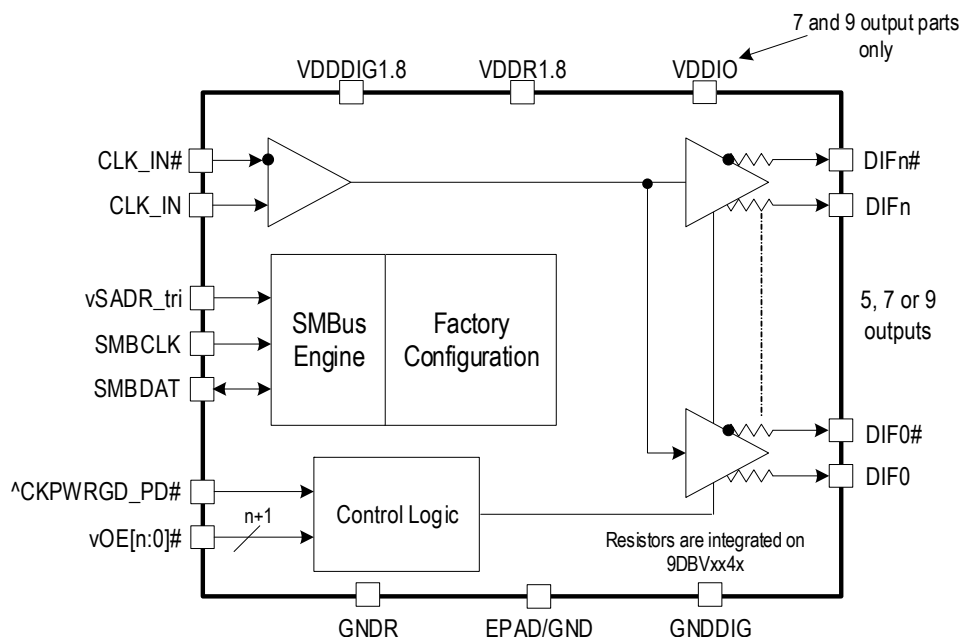 7 and 9 output parts
only
VDDDIG1.8
VDDR1.8
VDDIO
CLK_IN#
CLK_IN
DIFn#
DIFn
vSADR_tri
SMBCLK
SMBDAT
SMBus
Engine
Factory
Configuration
5, 7 or 9
outputs
DIF0#
DIF0
^CKPWRGD_PD#
vOE[n:0]#
n+1
Control Logic
Resistors are integrated on
9DBVxx4x
GNDR
EPAD/GND
GNDDIG